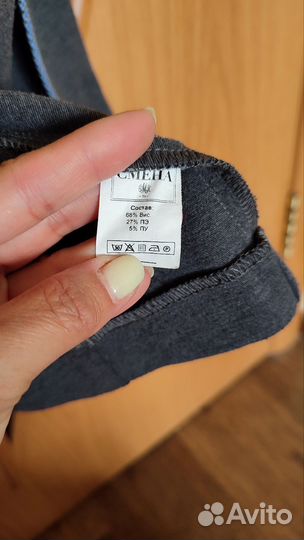 СМЕНА
Состав
68% Вис
27% ПЭ
5% ПУ
Avito